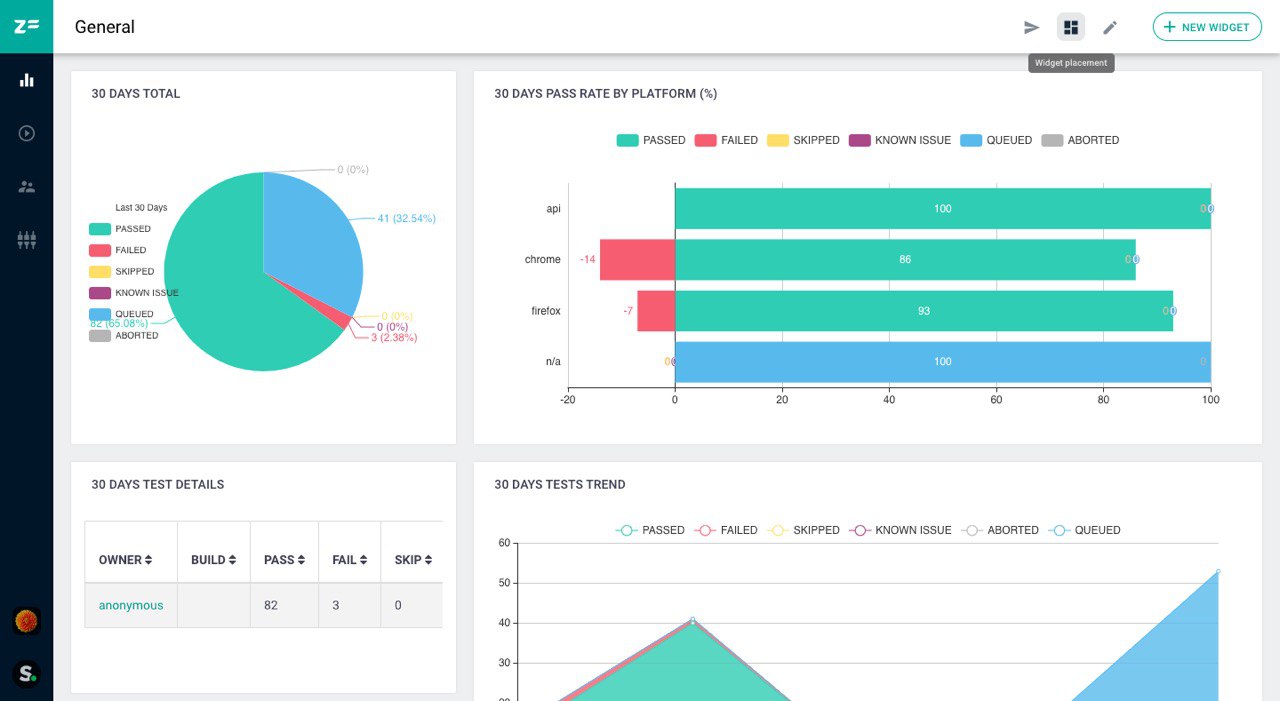 General
NEW WIDGET
Widget placement
30 DAYS TOTAL
0 (0%)
41 (32.54%)
Last 30 Days
PASSED
FAILED
SKIPPED
KNOWN ISSUE
QUEUED
82 (65.08%)
ABORTED
0 (0%)
0 (0%)
3 (2.38%)
30 DAYS PASS RATE BY PLATFORM (%)
PASSED FAILED SKIPPED KNOWN ISSUE QUEUED ABORTED
api 100 0 0
chrome -14 86 0 0
firefox -7 93 0 0
n/a 0 0 100 0
-20 0 20 40 60 80 100
30 DAYS TEST DETAILS
OWNER BUILD PASS FAIL SKIP
anonymous 82 3 0
30 DAYS TESTS TREND
PASSED FAILED SKIPPED KNOWN ISSUE ABORTED QUEUED
60
50
40
30
20